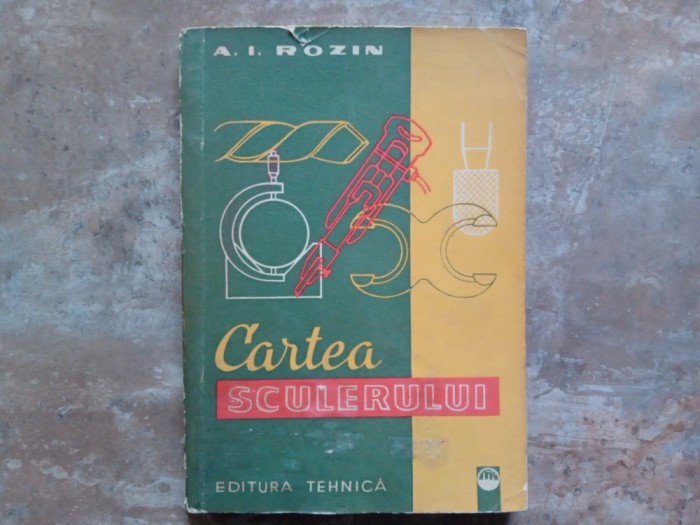 A. I. ROZIN
Cartea
SCULERULUI
EDITURA TEHNICĂ